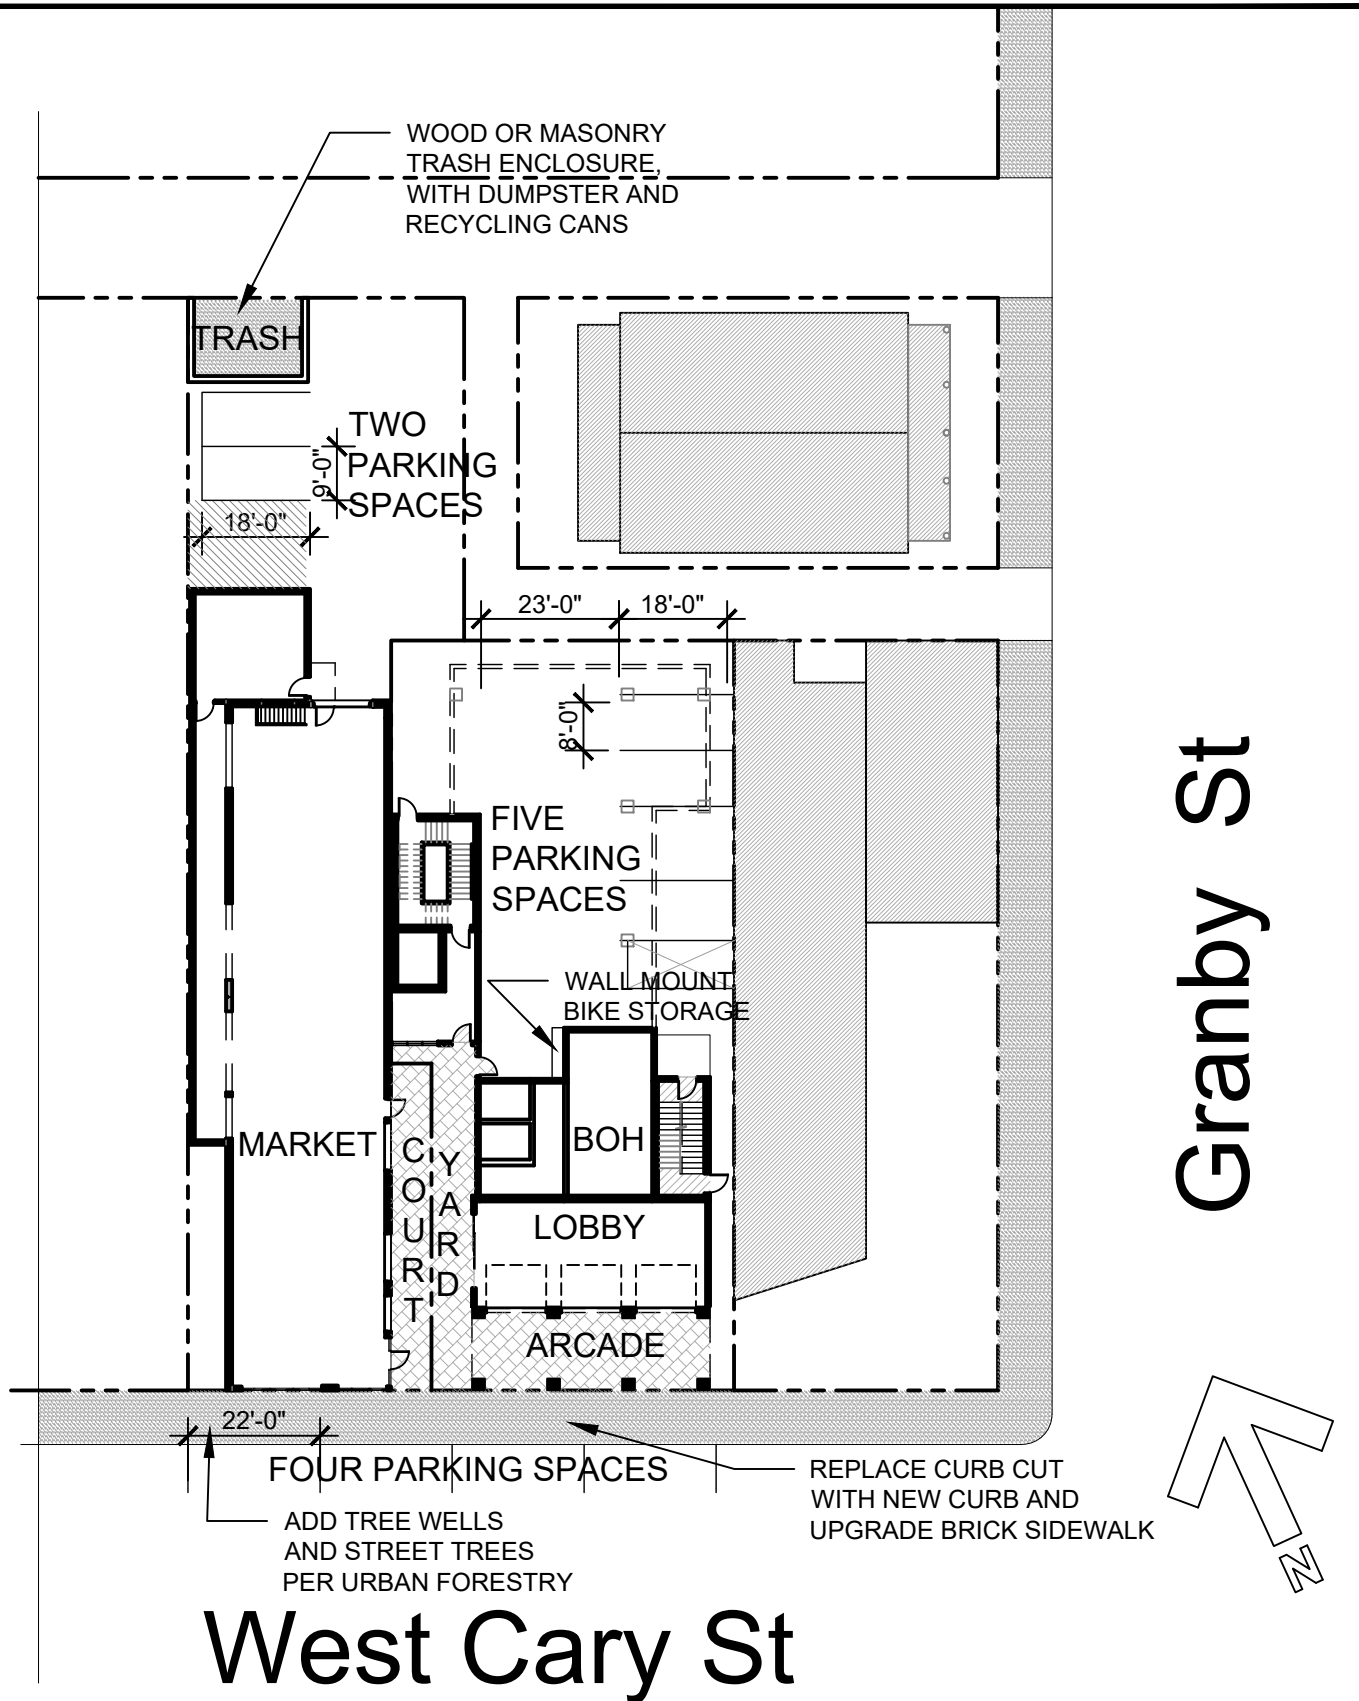 WOOD OR MASONRY
TRASH ENCLOSURE,
WITH DUMPSTER AND
RECYCLING CANS
TRASH
TWO
PARKING
SPACES
9'-0"
18'-0"
23'-0"
18'-0"
8'-0"
FIVE
PARKING
SPACES
WALL MOUNT
BIKE STORAGE
MARKET
COURT
YARD
BOH
LOBBY
ARCADE
22'-0"
FOUR PARKING SPACES
REPLACE CURB CUT
WITH NEW CURB AND
UPGRADE BRICK SIDEWALK
ADD TREE WELLS
AND STREET TREES
PER URBAN FORESTRY
West Cary St
Granby St
N